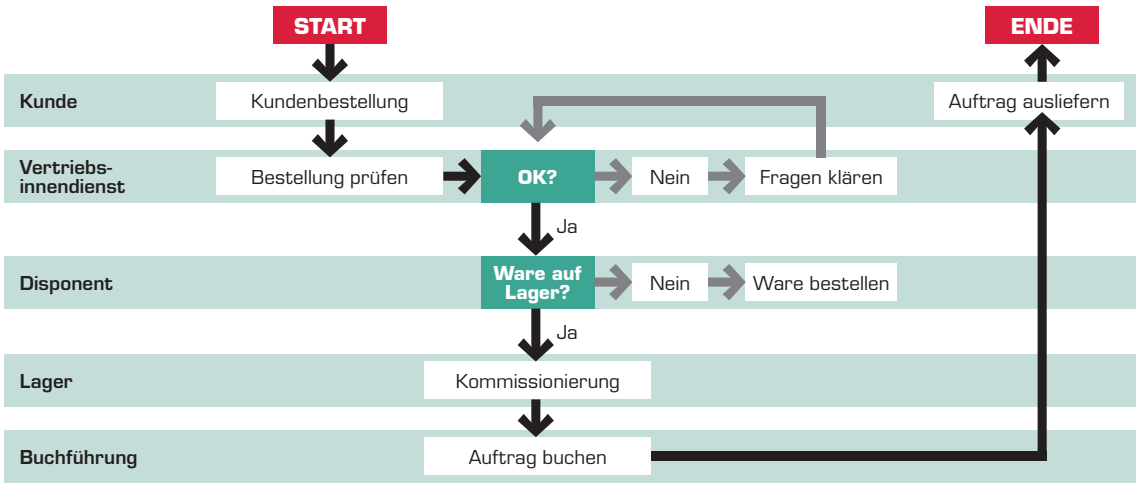 START
ENDE
Kunde
Kundenbestellung
Auftrag ausliefern
Vertriebs-
innendienst
Bestellung prüfen
OK?
Nein
Fragen klären
Ja
Disponent
Ware auf
Lager?
Nein
Ware bestellen
Ja
Lager
Kommissionierung
Buchführung
Auftrag buchen